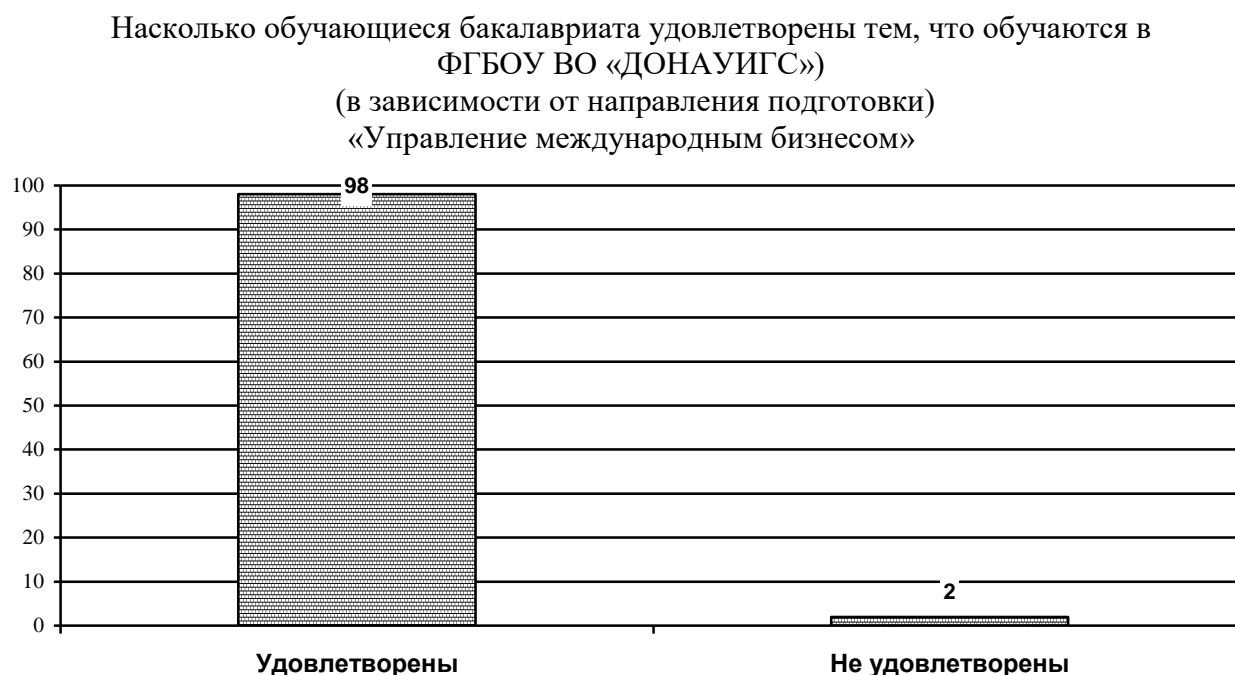 Насколько обучающиеся бакалавриата удовлетворены тем, что обучаются в
ФГБОУ ВО «ДОНАУИГС»)
(в зависимости от направления подготовки)
«Управление международным бизнесом»
100
90
80
70
60
50
40
30
20
10
0
98
2
Удовлетворены
Не удовлетворены